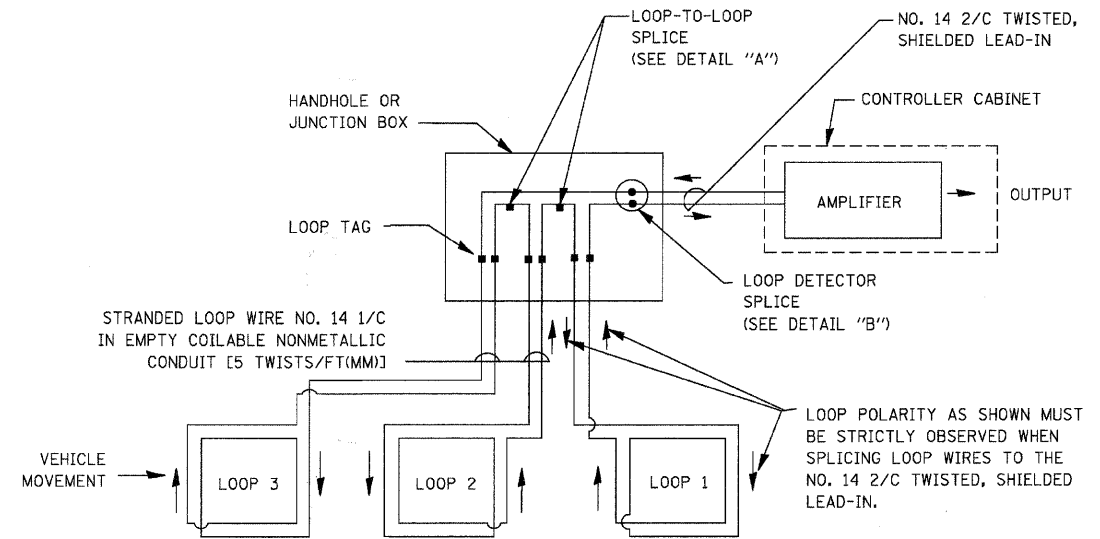 LOOP-TO-LOOP
SPLICE
(SEE DETAIL "A")
NO. 14 2/C TWISTED,
SHIELDED LEAD-IN
HANDHOLE OR
JUNCTION BOX
CONTROLLER CABINET
AMPLIFIER
OUTPUT
LOOP TAG
LOOP DETECTOR
SPLICE
(SEE DETAIL "B")
STRANDED LOOP WIRE NO. 14 1/C
IN EMPTY COILABLE NONMETALLIC
CONDUIT [5 TWISTS/FT(MM)]
LOOP POLARITY AS SHOWN MUST
BE STRICTLY OBSERVED WHEN
SPLICING LOOP WIRES TO THE
NO. 14 2/C TWISTED, SHIELDED
LEAD-IN.
VEHICLE
MOVEMENT
LOOP 3
LOOP 2
LOOP 1